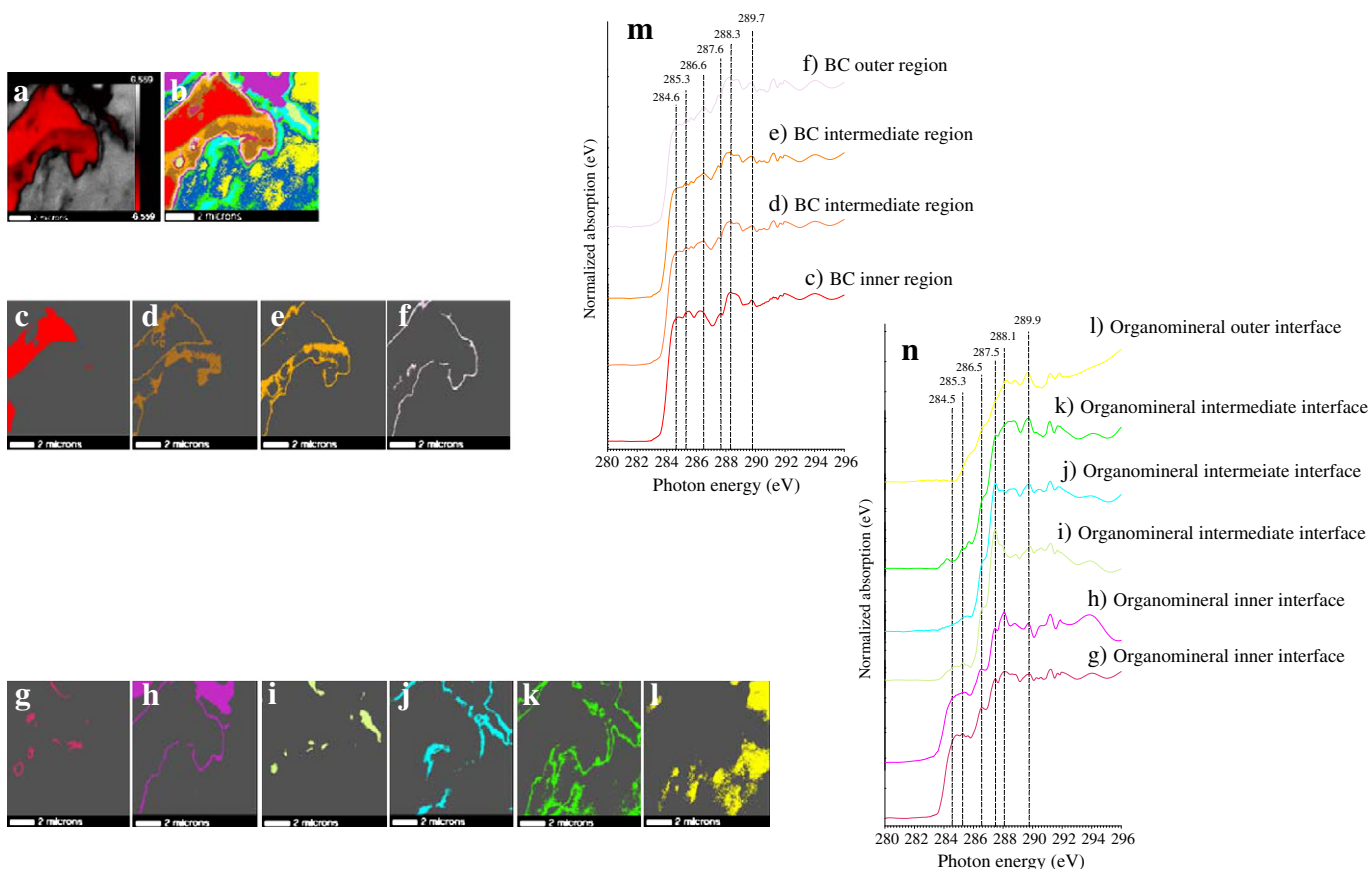 a
6.559
-6.559
2 microns
b
2 microns
c
2 microns
d
2 microns
e
2 microns
f
2 microns
g
2 microns
h
2 microns
i
2 microns
j
2 microns
k
2 microns
l
2 microns
m
289.7
288.3
287.6
286.6
285.3
284.6
f) BC outer region
e) BC intermediate region
d) BC intermediate region
c) BC inner region
Normalized absorption (eV)
280 282 284 286 288 290 292 294 296
Photon energy (eV)
n
289.9
288.1
287.5
286.5
285.3
284.5
l) Organomineral outer interface
k) Organomineral intermediate interface
j) Organomineral intermeiate interface
i) Organomineral intermediate interface
h) Organomineral inner interface
g) Organomineral inner interface
Normalized absorption (eV)
280 282 284 286 288 290 292 294 296
Photon energy (eV)